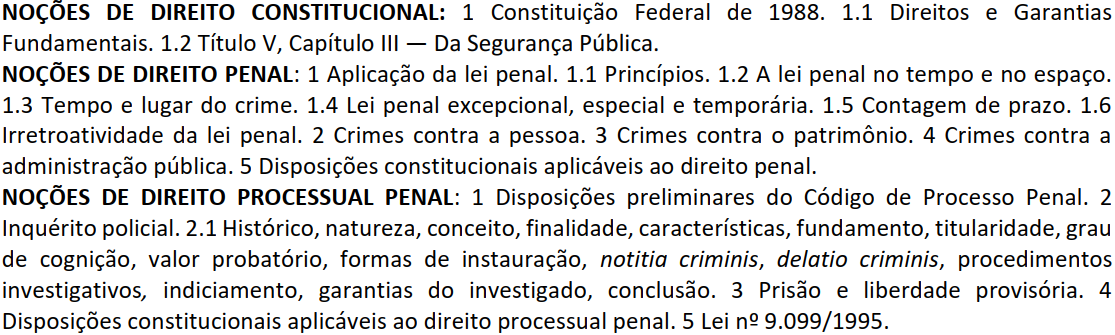 NOÇÕES DE DIREITO CONSTITUCIONAL: 1 Constituição Federal de 1988. 1.1 Direitos e Garantias
Fundamentais. 1.2 Título V, Capítulo III — Da Segurança Pública.
NOÇÕES DE DIREITO PENAL: 1 Aplicação da lei penal. 1.1 Princípios. 1.2 A lei penal no tempo e no espaço.
1.3 Tempo e lugar do crime. 1.4 Lei penal excepcional, especial e temporária. 1.5 Contagem de prazo. 1.6
Irretroatividade da lei penal. 2 Crimes contra a pessoa. 3 Crimes contra o patrimônio. 4 Crimes contra a
administração pública. 5 Disposições constitucionais aplicáveis ao direito penal.
NOÇÕES DE DIREITO PROCESSUAL PENAL: 1 Disposições preliminares do Código de Processo Penal. 2
Inquérito policial. 2.1 Histórico, natureza, conceito, finalidade, características, fundamento, titularidade, grau
de cognição, valor probatório, formas de instauração, notitia criminis, delatio criminis, procedimentos
investigativos, indiciamento, garantias do investigado, conclusão. 3 Prisão e liberdade provisória. 4
Disposições constitucionais aplicáveis ao direito processual penal. 5 Lei nº 9.099/1995.